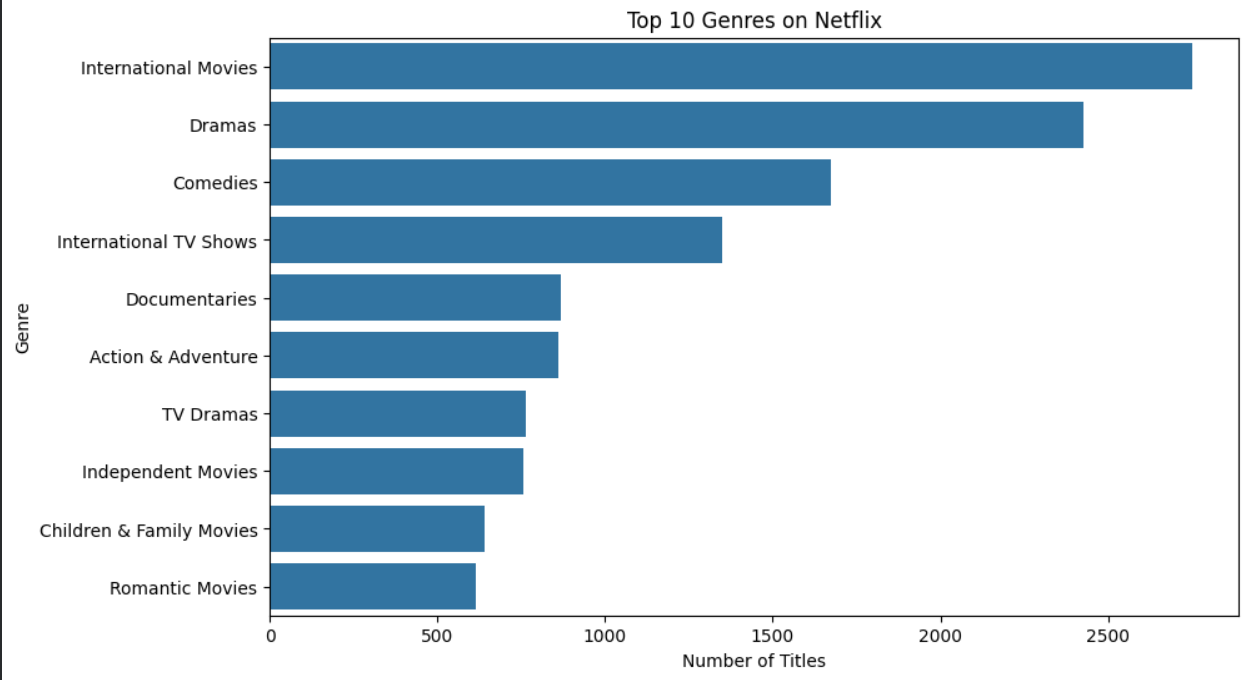 Top 10 Genres on Netflix
International Movies
Dramas
Comedies
International TV Shows
Documentaries
Action & Adventure
TV Dramas
Independent Movies
Children & Family Movies
Romantic Movies
Genre
0 500 1000 1500 2000 2500
Number of Titles